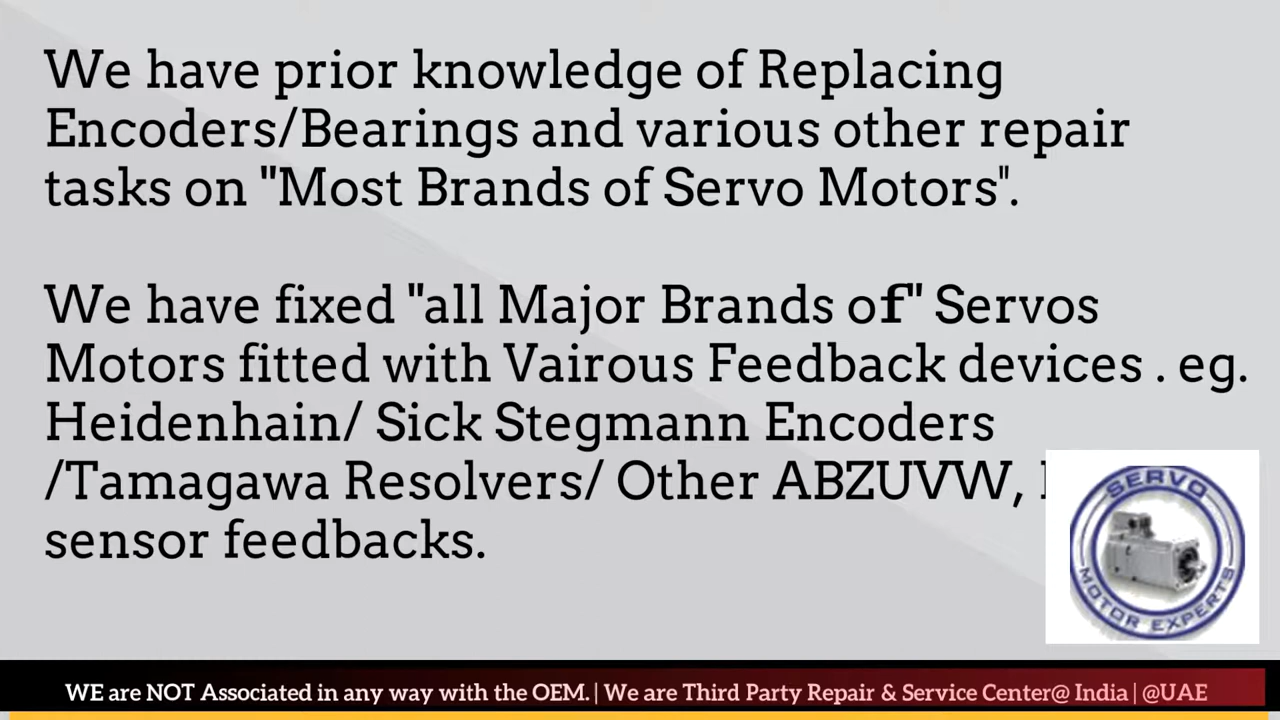 We have prior knowledge of Replacing
Encoders/Bearings and various other repair
tasks on "Most Brands of Servo Motors".
We have fixed "all Major Brands of" Servos
Motors fitted with Vairous Feedback devices . eg.
Heidenhain/ Sick Stegmann Encoders
/Tamagawa Resolvers/ Other ABZUVW,
sensor feedbacks.
SERVO
MOTOR EXPERTS
WE are NOT Associated in any way with the OEM. | We are Third Party Repair & Service Center@ India | @UAE